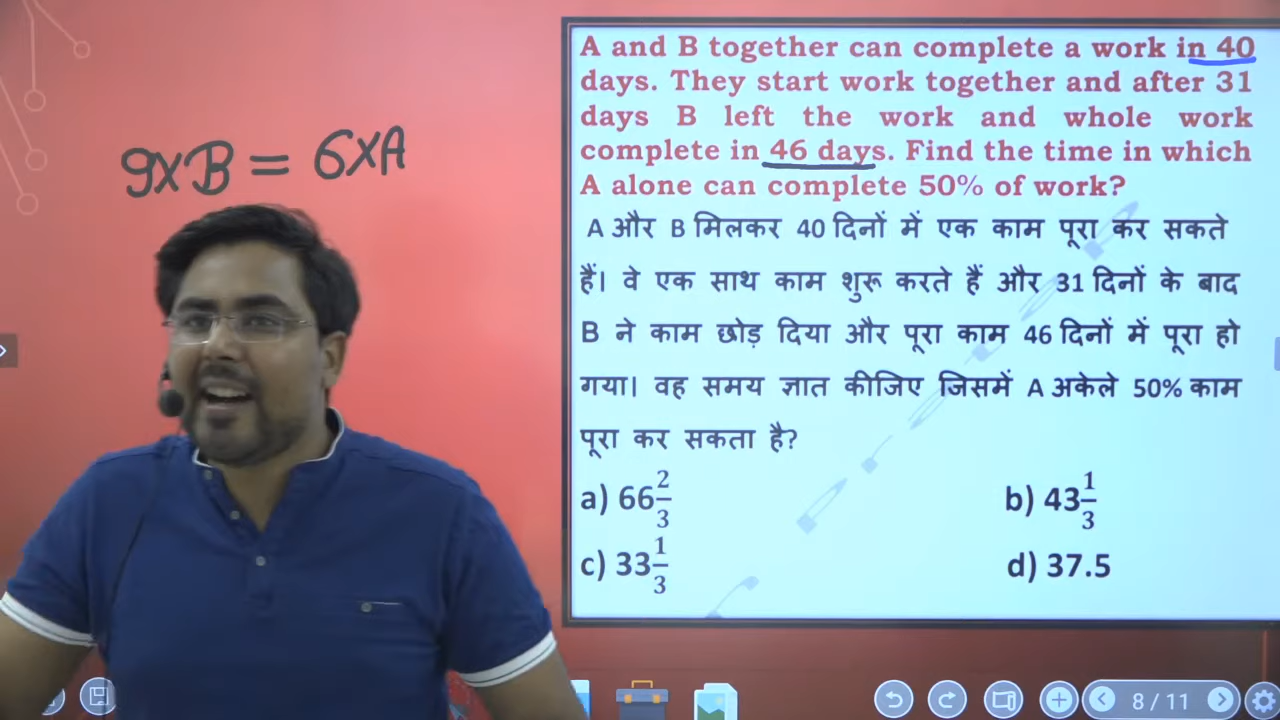 9×B = 6×A
A and B together can complete a work in 40
days. They start work together and after 31
days B left the work and whole work
complete in 46 days. Find the time in which
A alone can complete 50% of work?
A और B मिलकर 40 दिनों में एक काम पूरा कर सकते
हैं। वे एक साथ काम शुरू करते हैं और 31 दिनों के बाद
B ने काम छोड़ दिया और पूरा काम 46 दिनों में पूरा हो
गया। वह समय ज्ञात कीजिए जिसमें A अकेले 50% काम
पूरा कर सकता है?
a) 66 2/3 b) 43 1/3
c) 33 1/3 d) 37.5
8 / 11